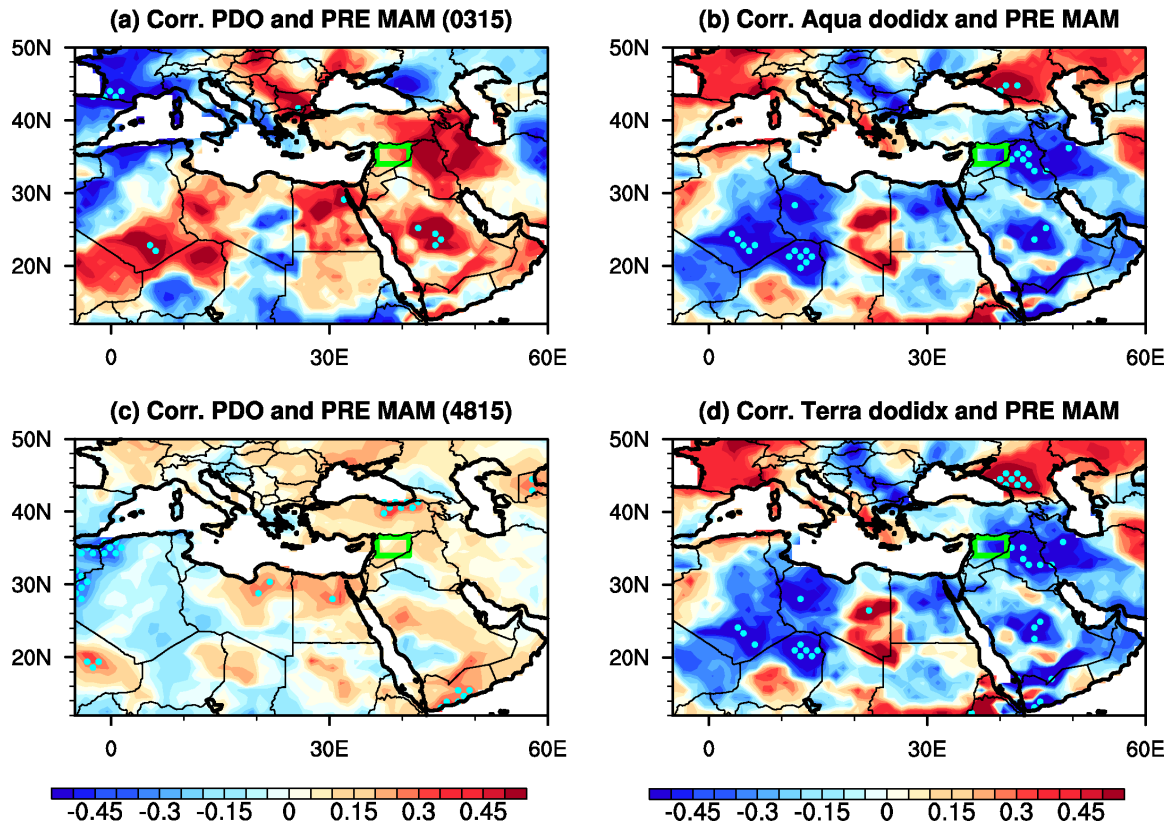 (a) Corr. PDO and PRE MAM (0315)
50N
40N
30N
20N
0
30E
60E
(b) Corr. Aqua dodidx and PRE MAM
50N
40N
30N
20N
0
30E
60E
(c) Corr. PDO and PRE MAM (4815)
50N
40N
30N
20N
0
30E
60E
(d) Corr. Terra dodidx and PRE MAM
50N
40N
30N
20N
0
30E
60E
-0.45 -0.3 -0.15 0 0.15 0.3 0.45
-0.45 -0.3 -0.15 0 0.15 0.3 0.45